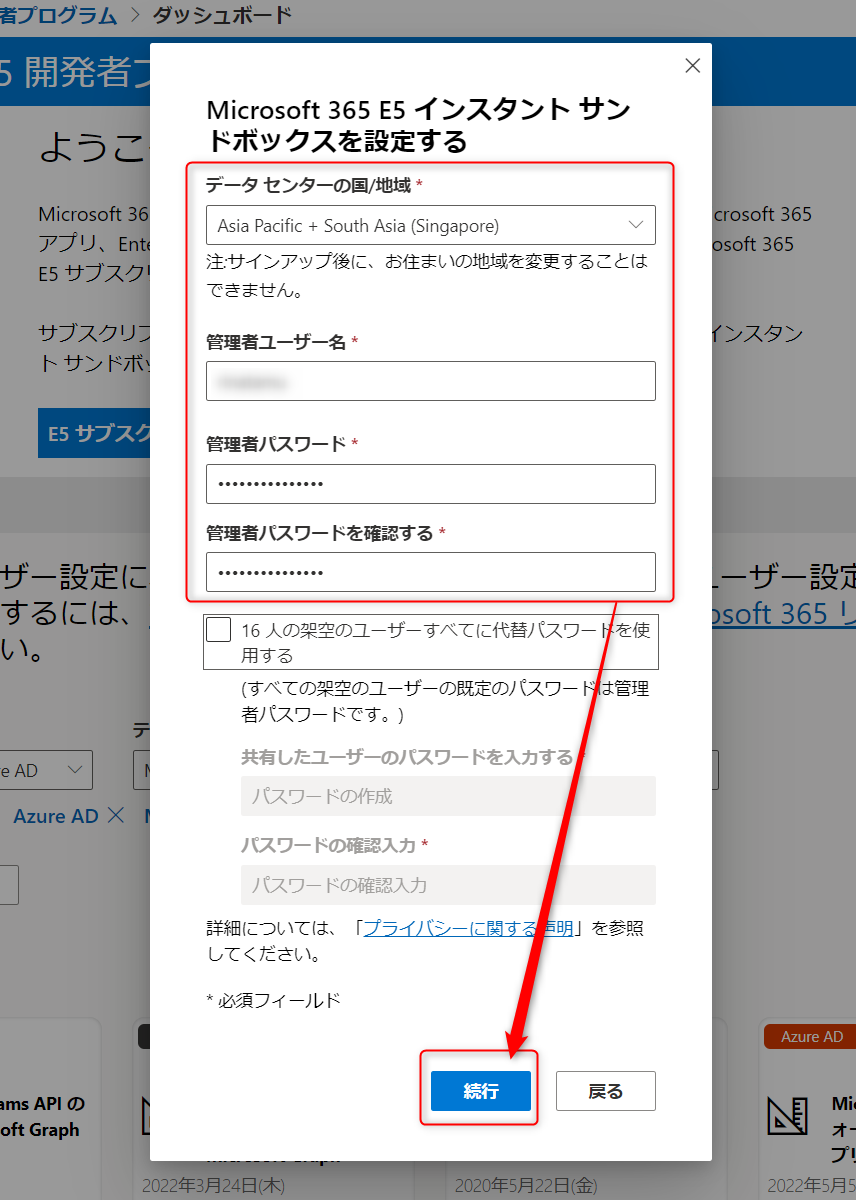 者プログラム > ダッシュボード
5 開発者プ
ようこ
Microsoft 36
アプリ、Ente
E5 サブスク
サブスクリプ
ト サンドボッ
E5 サブスク
crosoft 365
osoft 365
インスタン
Microsoft 365 E5 インスタント サン
ドボックスを設定する
データ センターの国/地域 *
Asia Pacific + South Asia (Singapore)
注:サインアップ後に、お住まいの地域を変更することは
できません。
管理者ユーザー名 *
管理者パスワード *
•••••••••••••••
管理者パスワードを確認する *
•••••••••••••••
16 人の架空のユーザーすべてに代替パスワードを使
用する
(すべての架空のユーザーの既定のパスワードは管理
者パスワードです。)
共有したユーザーのパスワードを入力する *
パスワードの作成
パスワードの確認入力 *
パスワードの確認入力
詳細については、「プライバシーに関する声明」を参照
してください。
* 必須フィールド
続行
戻る
ザー設定に
するには、
い。
ユーザー設定
osoft 365 リ
デ
e AD
Azure AD
Azure AD
ams API の
oft Graph
Microsoft Graph
2022年3月24日(木)
2020年5月22日(金)
Mic
オー
プリ
2022年5月5